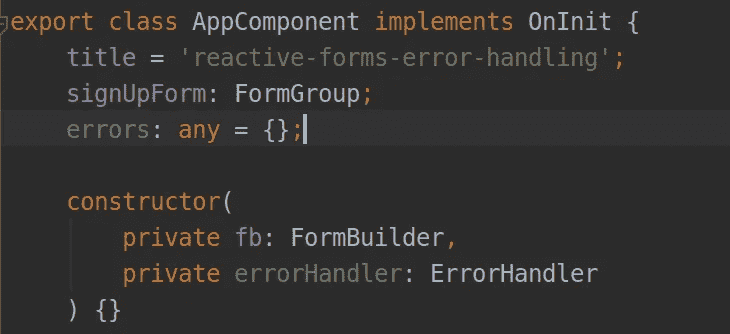 export class AppComponent implements OnInit {
title = 'reactive-forms-error-handling';
signUpForm: FormGroup;
errors: any = {};
constructor(
private fb: FormBuilder,
private errorHandler: ErrorHandler
) {}